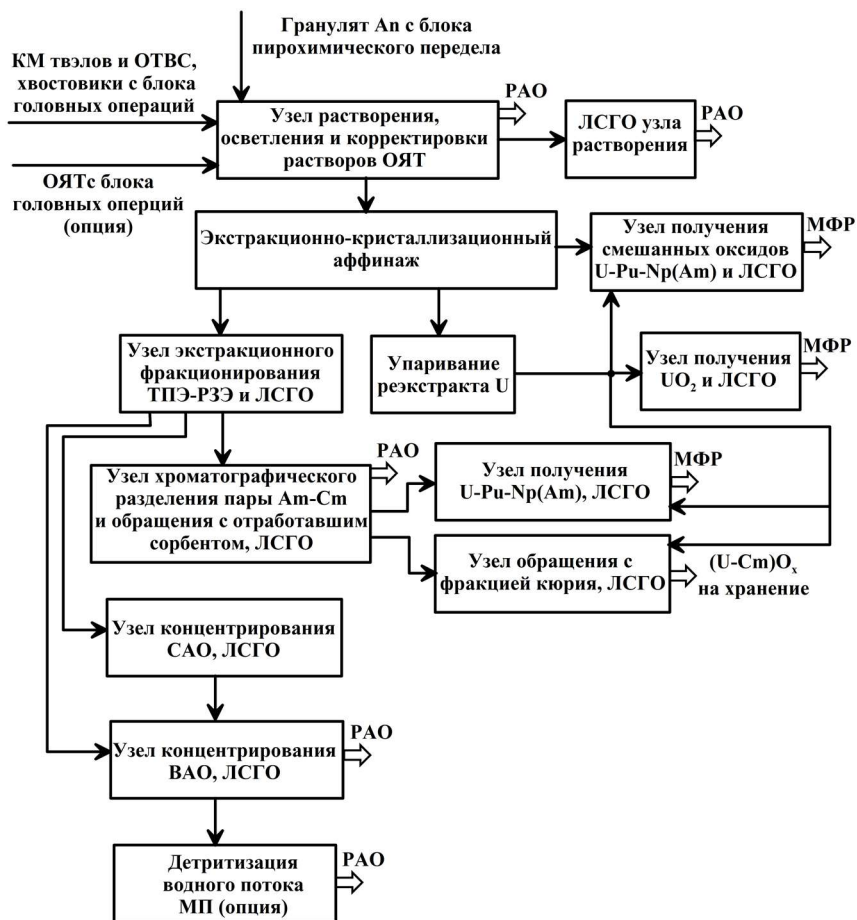 Гранулят An с блока
пирохимического передела
КМ твэлов и ОТВС,
хвостовики с блока
головных операций
ОЯТс блока
головных оперций
(опция)
Узел растворения,
осветления и корректировки
растворов ОЯТ
РАО
ЛСГО узла
растворения
РАО
Экстракционно-кристаллизационный
аффинаж
Узел получения
смешанных оксидов
U-Pu-Np(Am) и ЛСГО
МФР
Узел экстракционного
фракционирования
ТПЭ-РЗЭ и ЛСГО
Упаривание
реэкстракта U
Узел получения
UO₂ и ЛСГО
МФР
Узел хроматографического
разделения пары Am-Cm
и обращения с отработавшим
сорбентом, ЛСГО
РАО
Узел получения
U-Pu-Np(Am), ЛСГО
МФР
Узел обращения с
фракцией кюрия, ЛСГО
(U-Cm)Oₓ
на хранение
Узел концентрирования
САО, ЛСГО
Узел концентрирования
ВАО, ЛСГО
РАО
Детритизация
водного потока
МП (опция)
РАО